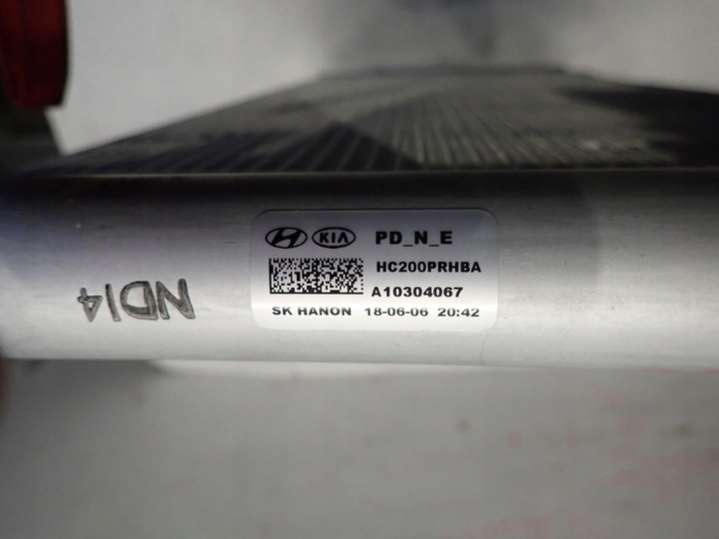 KIA PD_N_E
HC200PRHBA
A10304067
SK HANON 18-06-06 20:42
ND14